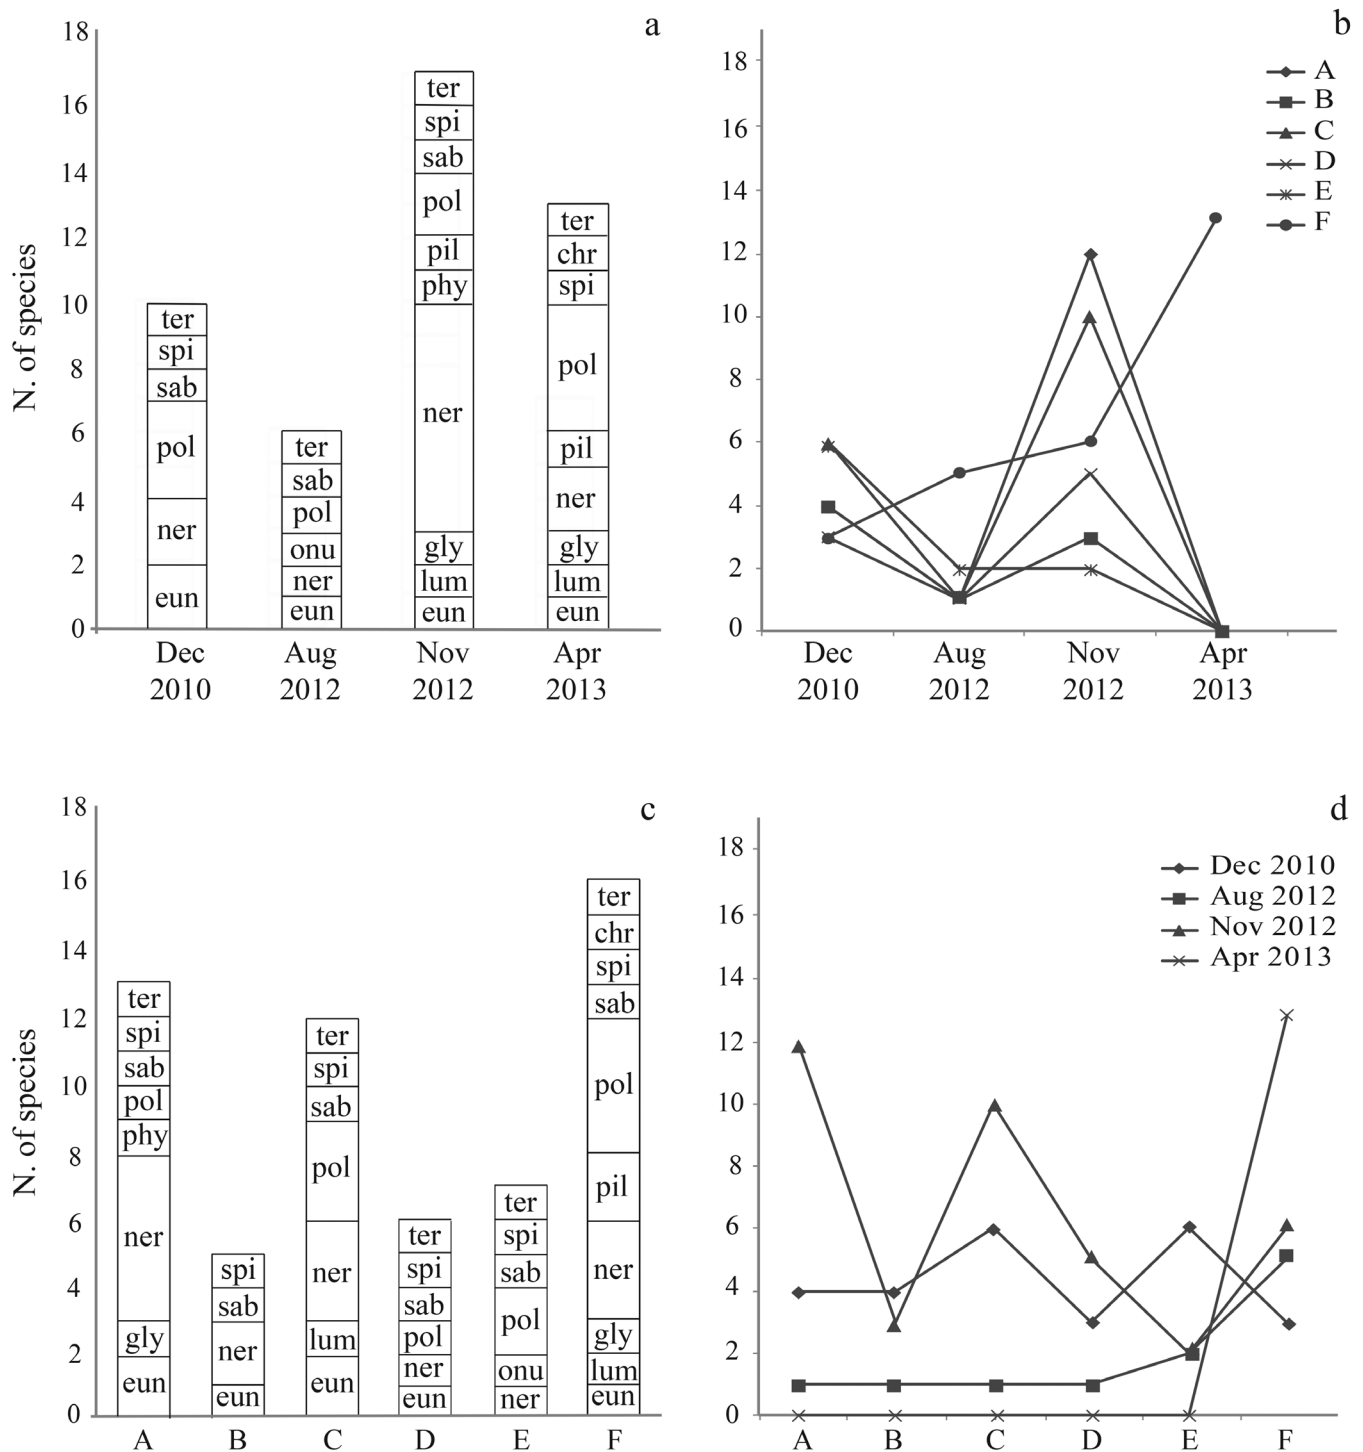 a
N. of species
18
16
14
12
10
8
6
4
2
0
ter
spi
sab
pol
ner
eun
ter
sab
pol
onu
ner
eun
ter
spi
sab
pol
pil
phy
ner
gly
lum
eun
ter
chr
spi
pol
pil
ner
gly
lum
eun
Dec 2010
Aug 2012
Nov 2012
Apr 2013
b
18
16
14
12
10
8
6
4
2
0
A
B
C
D
E
F
Dec 2010
Aug 2012
Nov 2012
Apr 2013
c
N. of species
18
16
14
12
10
8
6
4
2
0
ter
spi
sab
pol
phy
ner
gly
eun
spi
sab
ner
eun
ter
spi
sab
pol
ner
lum
eun
ter
spi
sab
pol
ner
eun
ter
spi
sab
pol
onu
ner
ter
chr
spi
sab
pol
pil
ner
gly
lum
eun
A B C D E F
d
18
16
14
12
10
8
6
4
2
0
Dec 2010
Aug 2012
Nov 2012
Apr 2013
A B C D E F